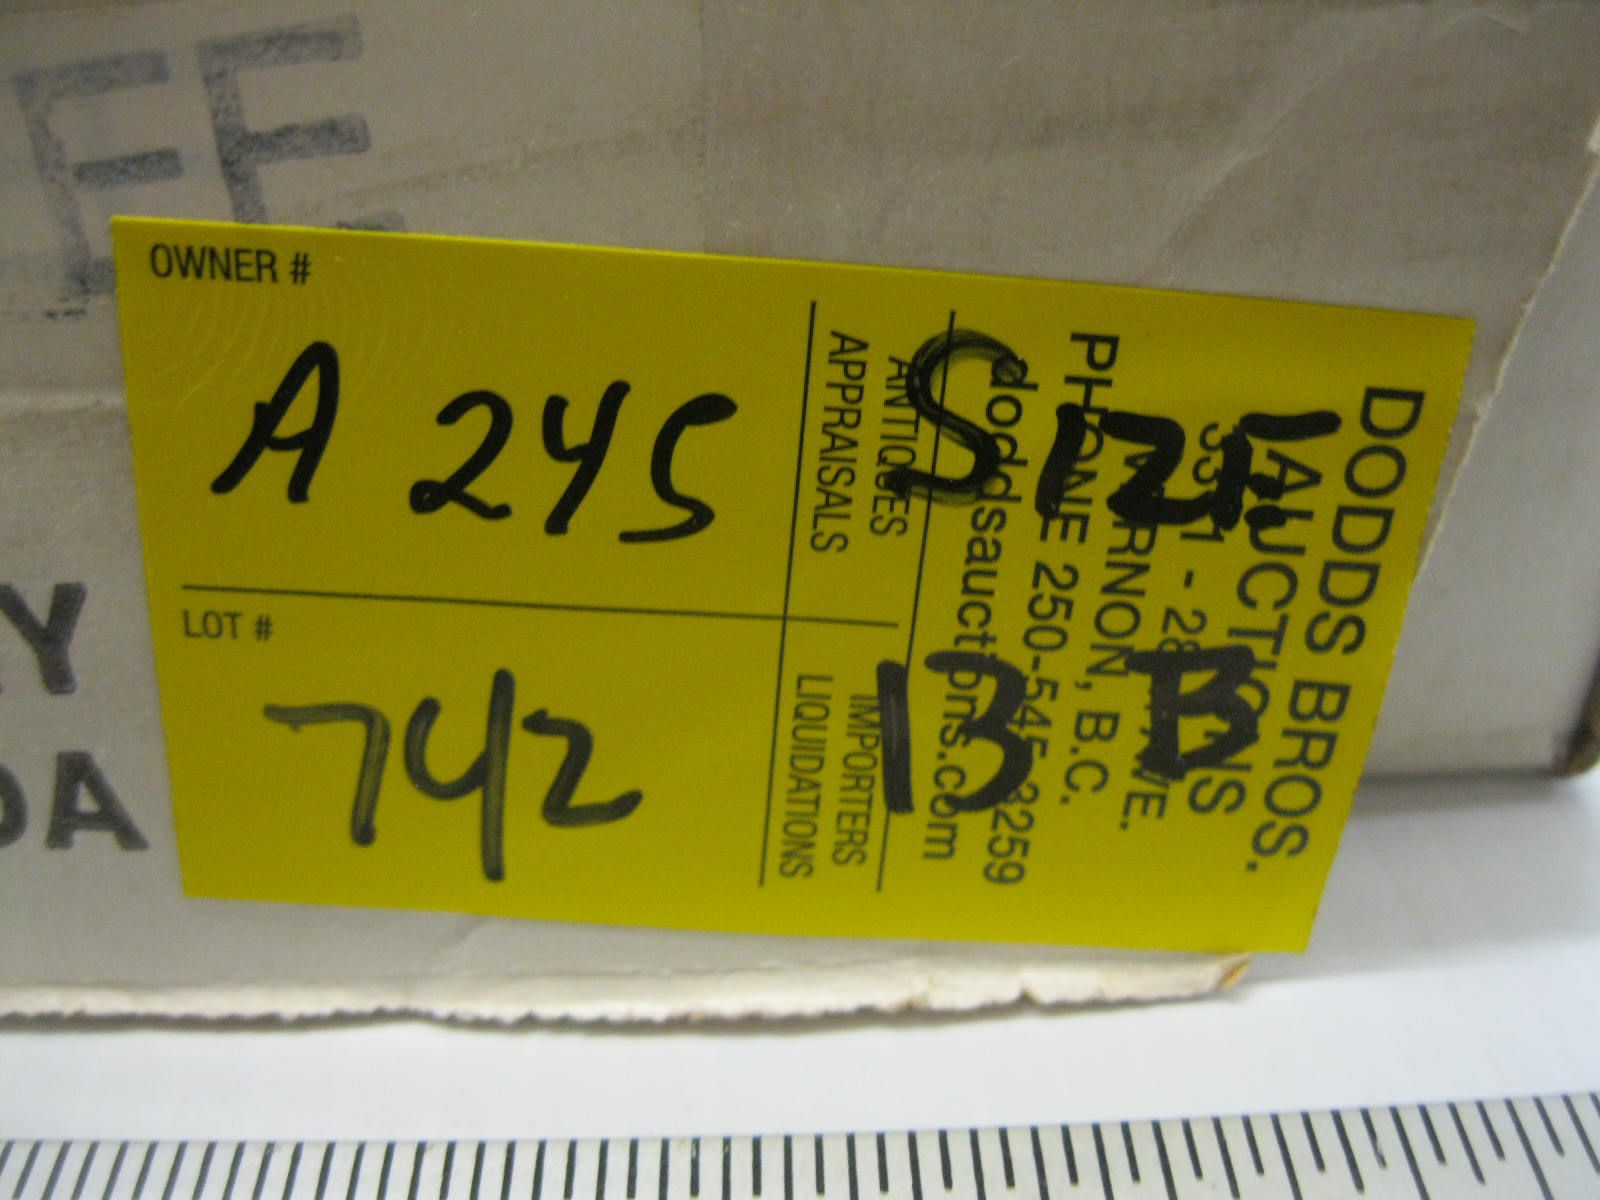 EE
OWNER #
A 245
LOT #
742
SIZE
B B
ANTIQUES
APPRAISALS
IMPORTERS
LIQUIDATIONS
DODDS BROS.
AUCTIONS
VERNON, B.C.
PHONE 250-545-3259
doddsauctions.com
Y
DA